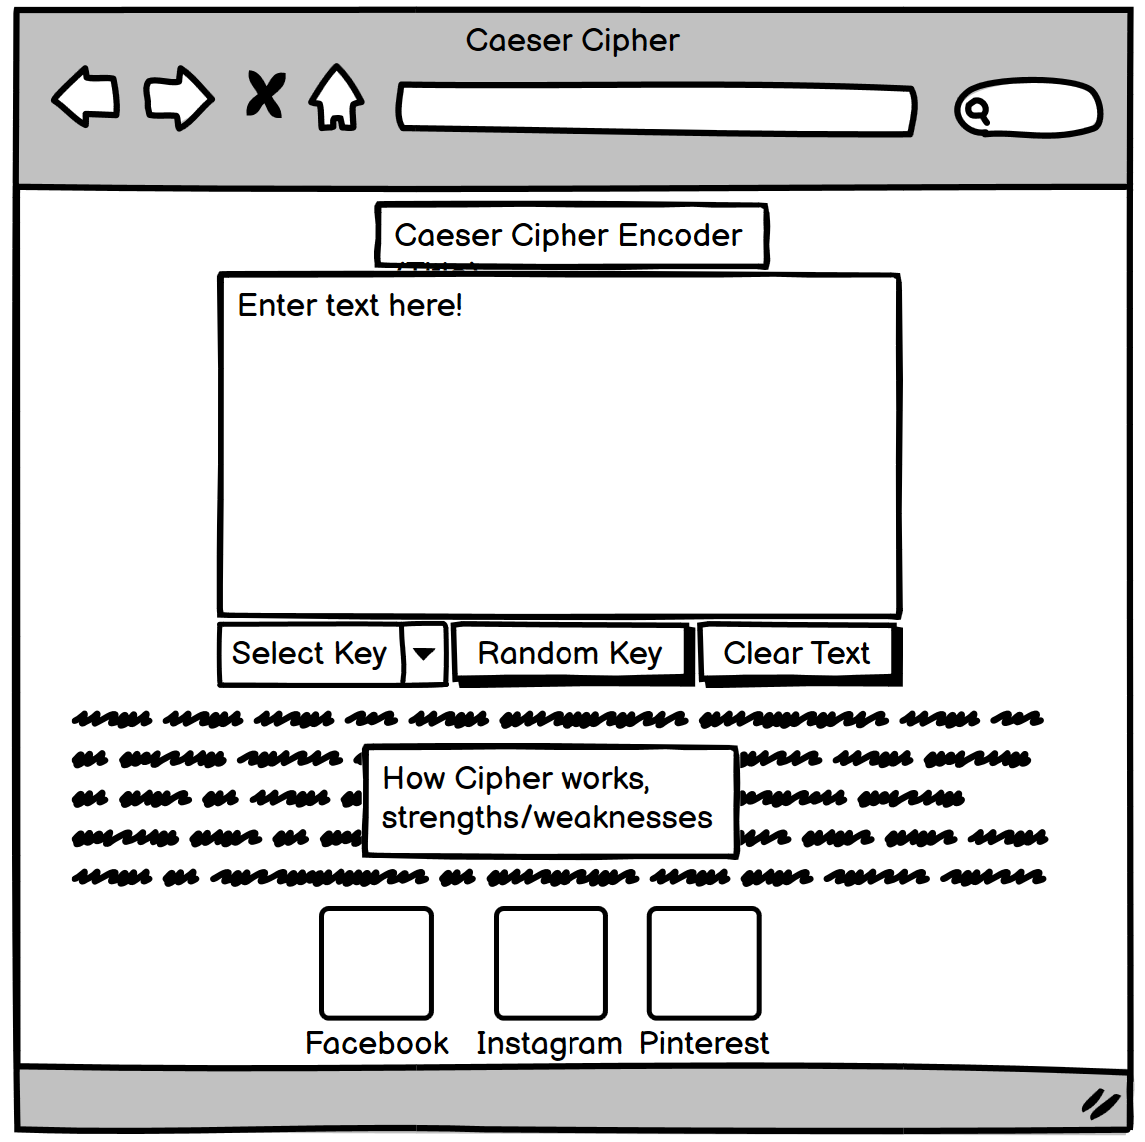 Caeser Cipher
Caeser Cipher Encoder
Enter text here!
Select Key
Random Key
Clear Text
How Cipher works,
strengths/weaknesses
Facebook
Instagram
Pinterest